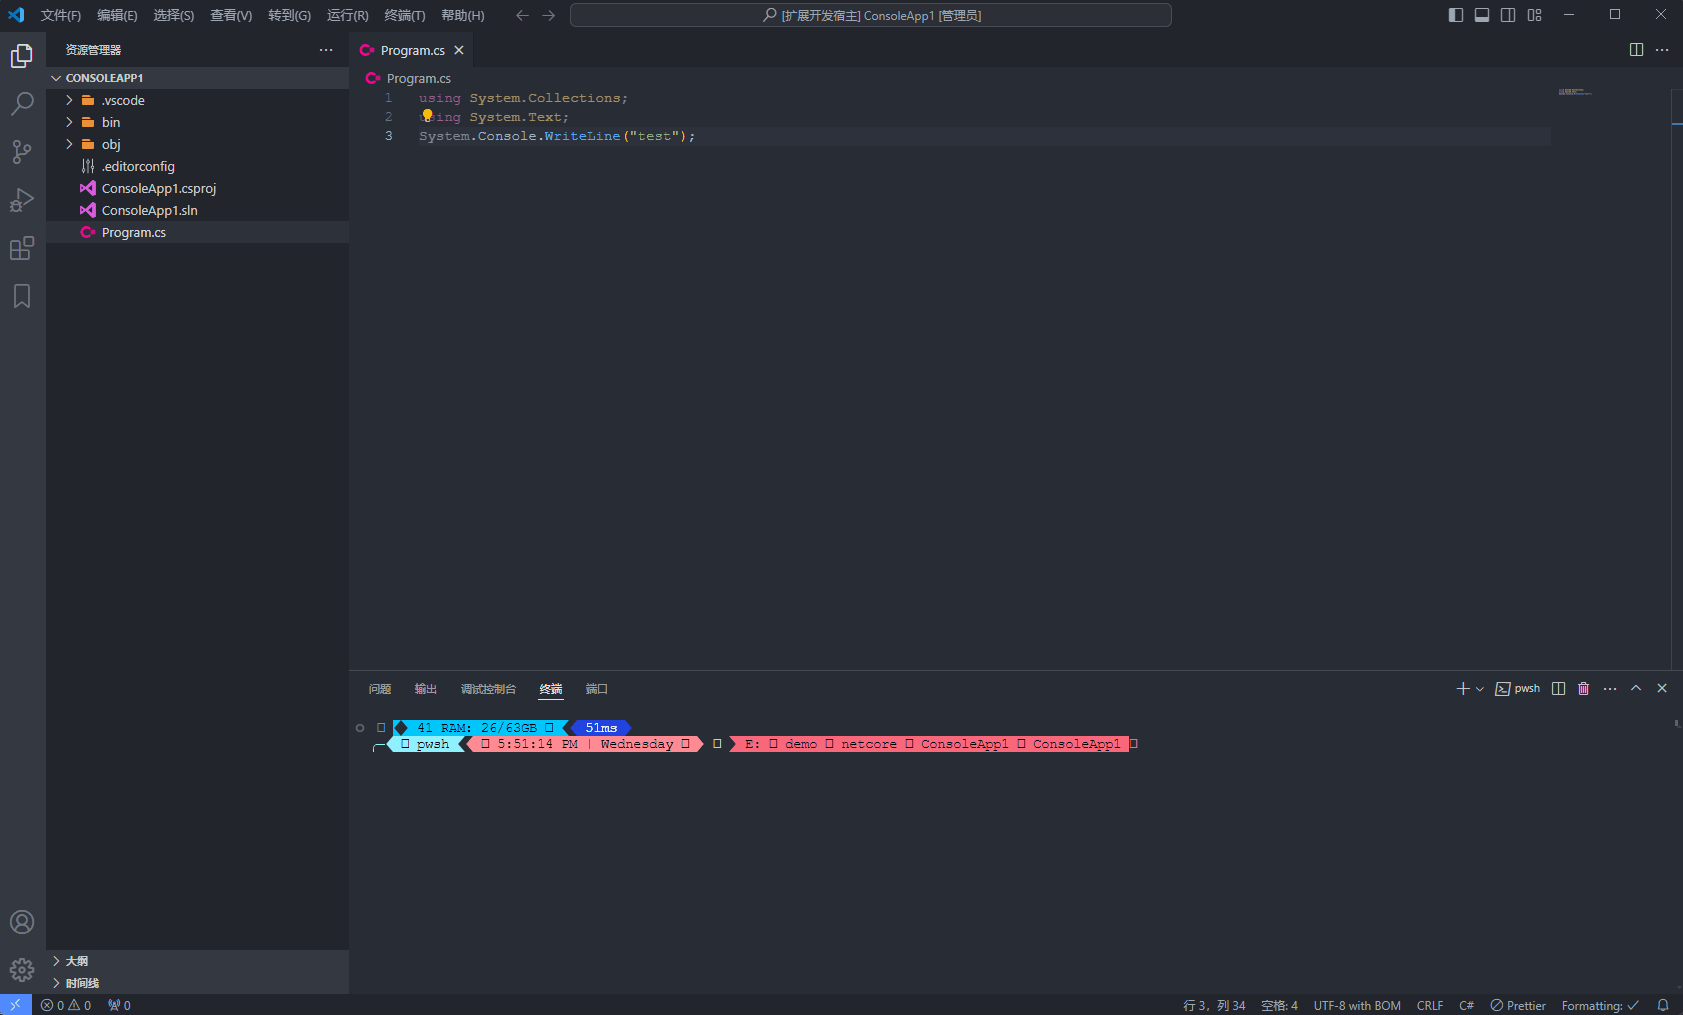 文件(F) 编辑(E) 选择(S) 查看(V) 转到(G) 运行(R) 终端(T) 帮助(H) [扩展开发宿主] ConsoleApp1 [管理员]
资源管理器
CONSOLEAPP1
.vscode
bin
obj
.editorconfig
ConsoleApp1.csproj
ConsoleApp1.sln
Program.cs
大纲
时间线
Program.cs
Program.cs
1 using System.Collections;
2 using System.Text;
3 System.Console.WriteLine("test");
问题 输出 调试控制台 终端 端口 pwsh
41 RAM: 26/63GB 51ms
pwsh 5:51:14 PM | Wednesday E: demo netcore ConsoleApp1 ConsoleApp1
0 0 0 行 3，列 34 空格: 4 UTF-8 with BOM CRLF C# Prettier Formatting: ✓